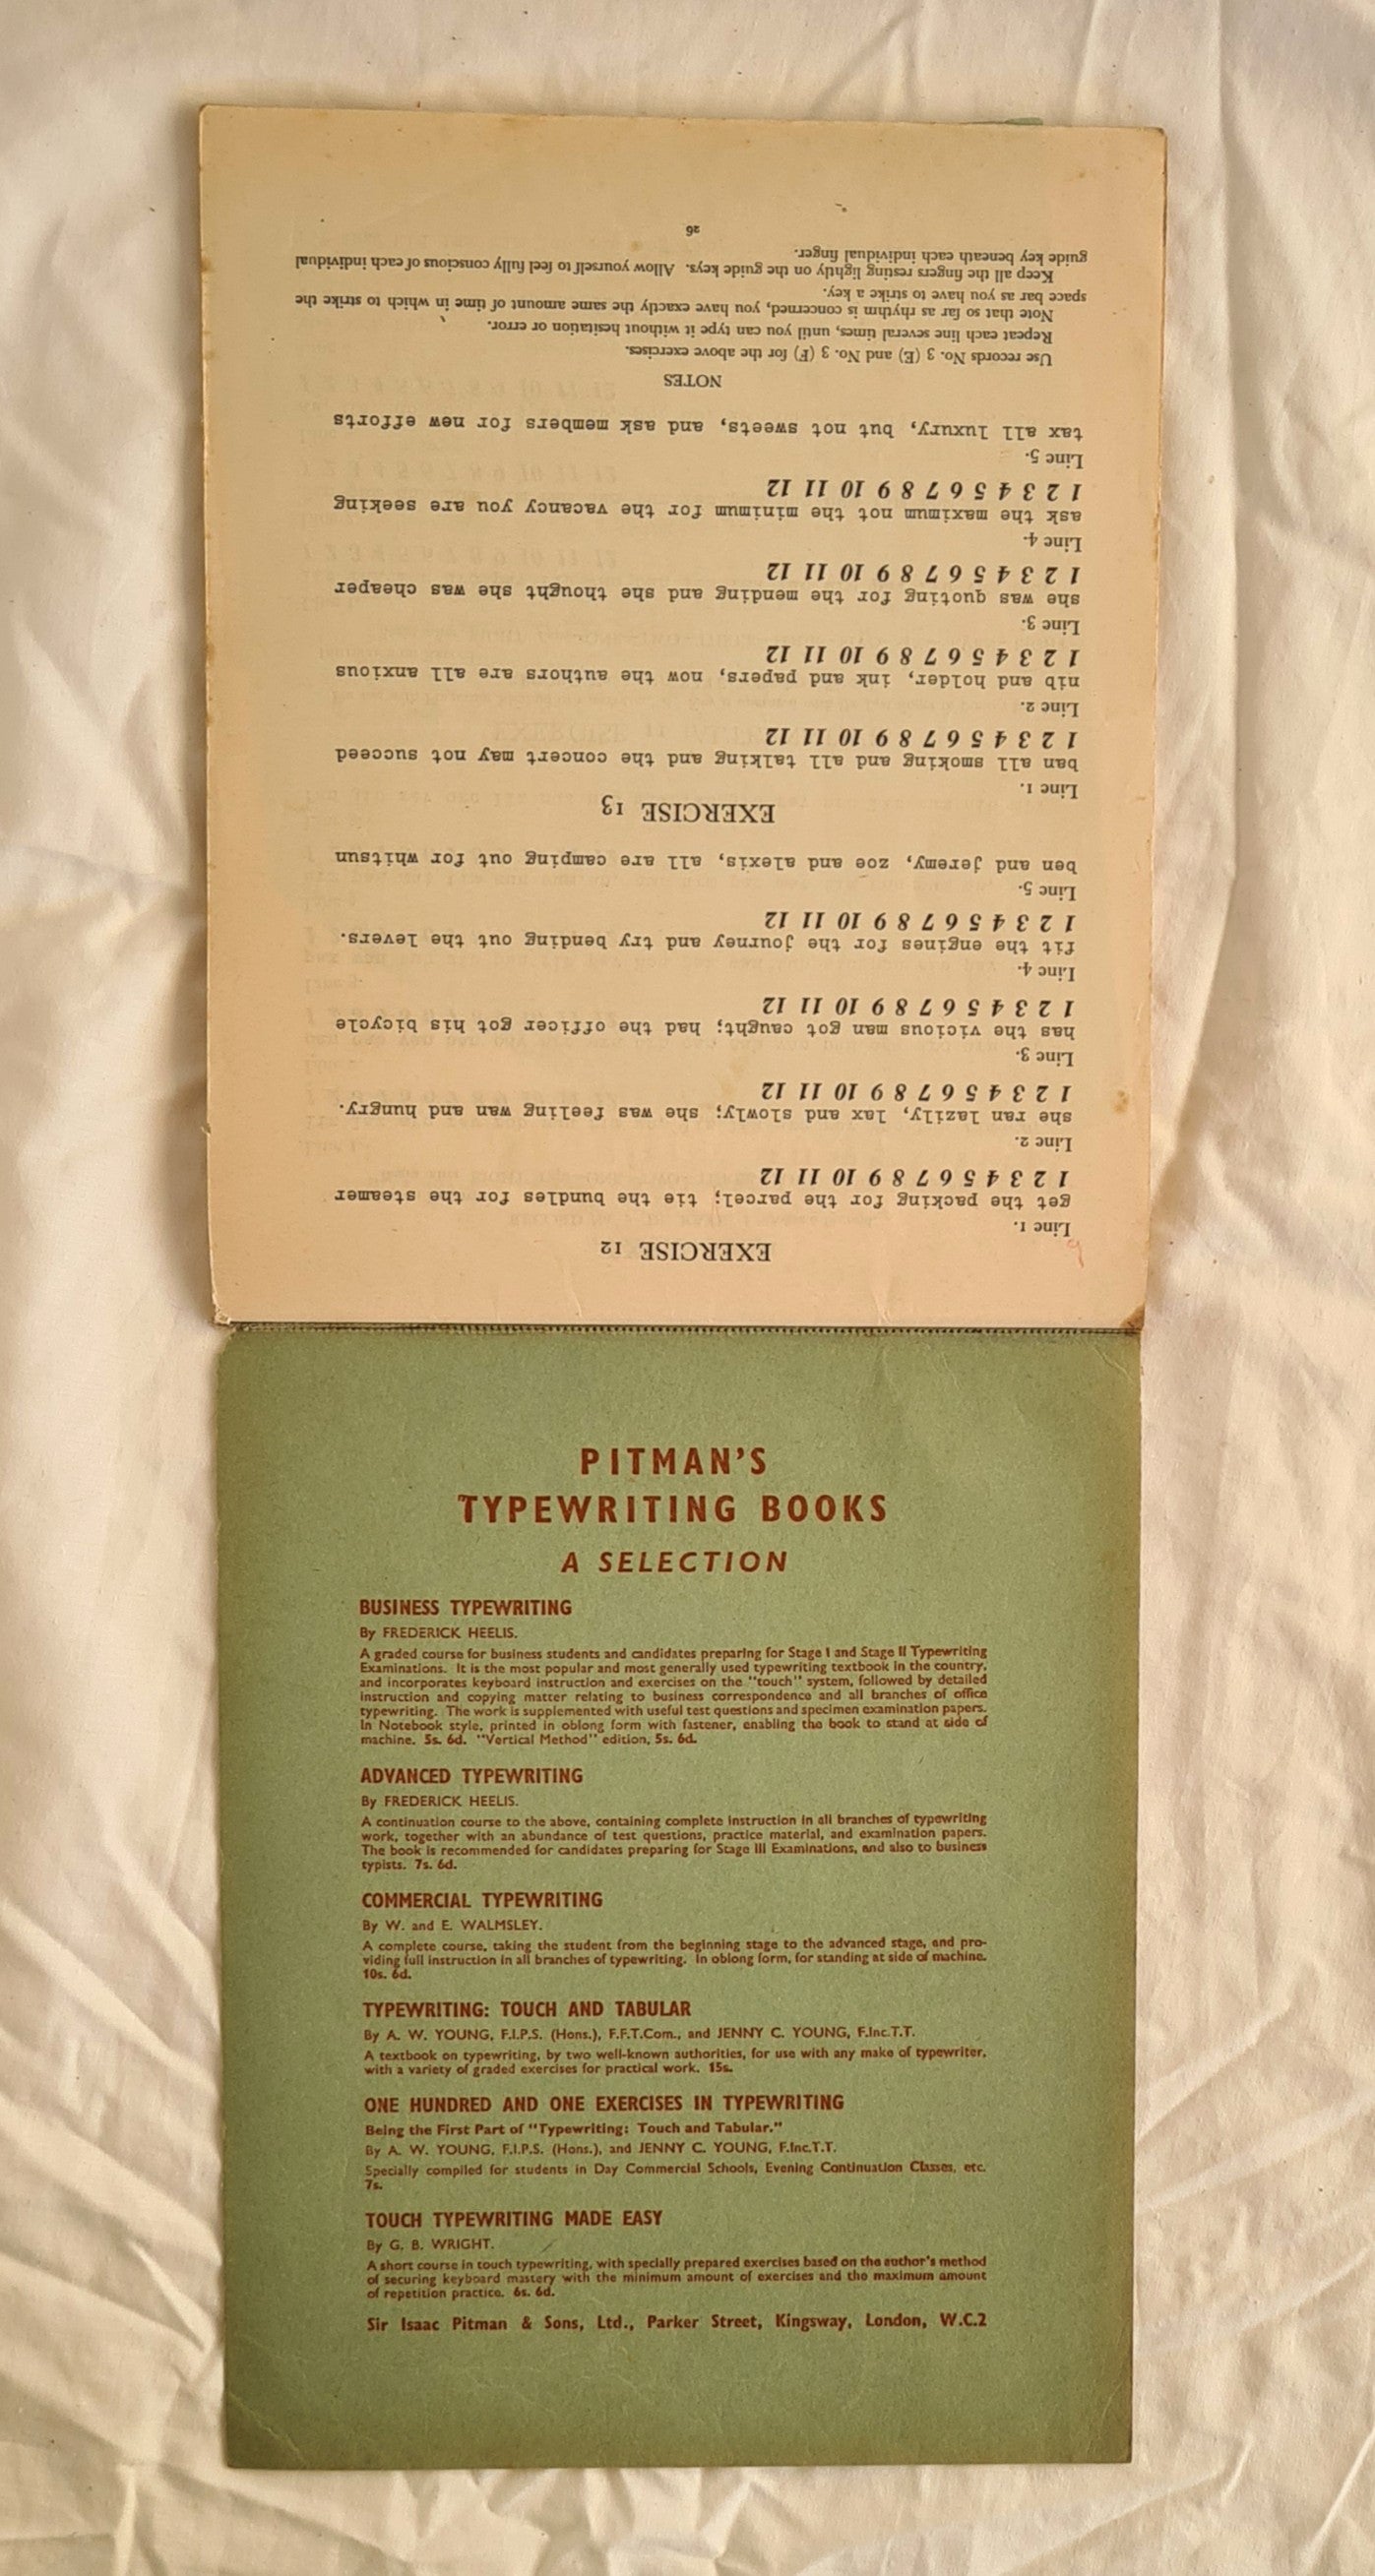 EXERCISE 12
Line 1.
get the packing for the parcel; tie the bundles for the steamer
1 2 3 4 5 6 7 8 9 10 11 12
Line 2.
she ran lazily, lax and slowly; she was feeling wan and hungry.
1 2 3 4 5 6 7 8 9 10 11 12
Line 3.
has the vicious man got caught; had the officer got his bicycle
1 2 3 4 5 6 7 8 9 10 11 12
Line 4.
fit the engines for the journey and try bending out the levers.
1 2 3 4 5 6 7 8 9 10 11 12
Line 5.
ben and jeremy, zoe and alexis, all are camping out for whitsun
EXERCISE 13
Line 1.
ban all smoking and all talking and the concert may not succeed
1 2 3 4 5 6 7 8 9 10 11 12
Line 2.
nib and holder, ink and papers, now the authors are all anxious
1 2 3 4 5 6 7 8 9 10 11 12
Line 3.
she was quoting for the mending and she thought she was cheaper
1 2 3 4 5 6 7 8 9 10 11 12
Line 4.
ask the maximum not the minimum for the vacancy you are seeking
1 2 3 4 5 6 7 8 9 10 11 12
Line 5.
tax all luxury, but not sweets, and ask members for new efforts
NOTES
Use records No. 3 (E) and No. 3 (F) for the above exercises.
Repeat each line several times, until you can type it without hesitation or error.
Note that so far as rhythm is concerned, you have exactly the same amount of time in which to strike the
space bar as you have to strike a key.
Keep all the fingers resting lightly on the guide keys. Allow yourself to feel fully conscious of each individual
guide key beneath each individual finger.
26
PITMAN'S
TYPEWRITING BOOKS
A SELECTION
BUSINESS TYPEWRITING
By FREDERICK HEELIS.
A graded course for business students and candidates preparing for Stage I and Stage II Typewriting
Examinations. It is the most popular and most generally used typewriting textbook in the country,
and incorporates keyboard instruction and exercises on the "touch" system, followed by detailed
instruction and copying matter relating to business correspondence and all branches of office
typewriting. The work is supplemented with useful test questions and specimen examination papers.
In Notebook style, printed in oblong form with fastener, enabling the book to stand at side of
machine. 5s. 6d. "Vertical Method" edition, 5s. 6d.
ADVANCED TYPEWRITING
By FREDERICK HEELIS.
A continuation course to the above, containing complete instruction in all branches of typewriting
work, together with an abundance of test questions, practice material, and examination papers.
The book is recommended for candidates preparing for Stage III Examinations, and also to business
typists. 7s. 6d.
COMMERCIAL TYPEWRITING
By W. and E. WALMSLEY.
A complete course, taking the student from the beginning stage to the advanced stage, and pro-
viding full instruction in all branches of typewriting. In oblong form, for standing at side of machine.
10s. 6d.
TYPEWRITING: TOUCH AND TABULAR
By A. W. YOUNG, F.I.P.S. (Hons.), F.F.T.Com., and JENNY C. YOUNG, F.Inc.T.T.
A textbook on typewriting, by two well-known authorities, for use with any make of typewriter,
with a variety of graded exercises for practical work. 15s.
ONE HUNDRED AND ONE EXERCISES IN TYPEWRITING
Being the First Part of "Typewriting: Touch and Tabular."
By A. W. YOUNG, F.I.P.S. (Hons.), and JENNY C. YOUNG, F.Inc.T.T.
Specially compiled for students in Day Commercial Schools, Evening Continuation Classes, etc.
7s.
TOUCH TYPEWRITING MADE EASY
By G. B. WRIGHT.
A short course in touch typewriting, with specially prepared exercises based on the author's method
of securing keyboard mastery with the minimum amount of exercises and the maximum amount
of repetition practice. 6s. 6d.
Sir Isaac Pitman & Sons, Ltd., Parker Street, Kingsway, London, W.C.2